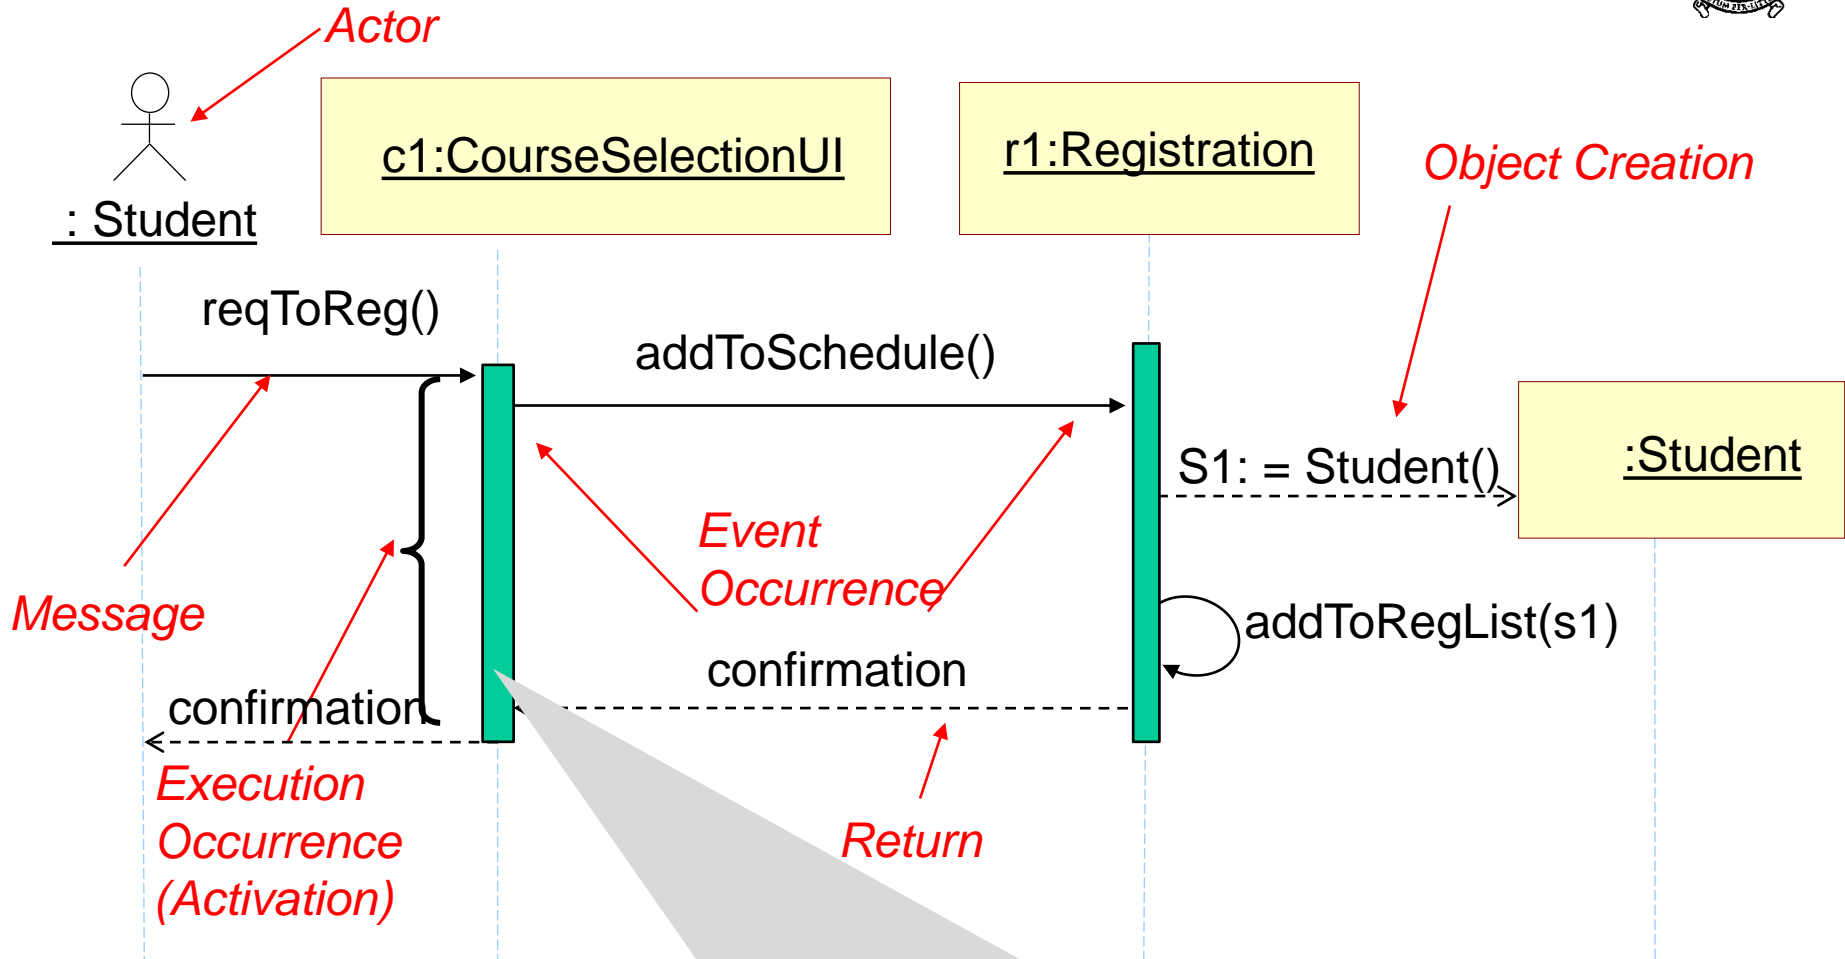 Actor
c1:CourseSelectionUI
r1:Registration
Object Creation
: Student
reqToReg()
addToSchedule()
S1: = Student()
:Student
Event
Occurrence
Message
addToRegList(s1)
confirmation
confirmation
Execution
Occurrence
(Activation)
Return